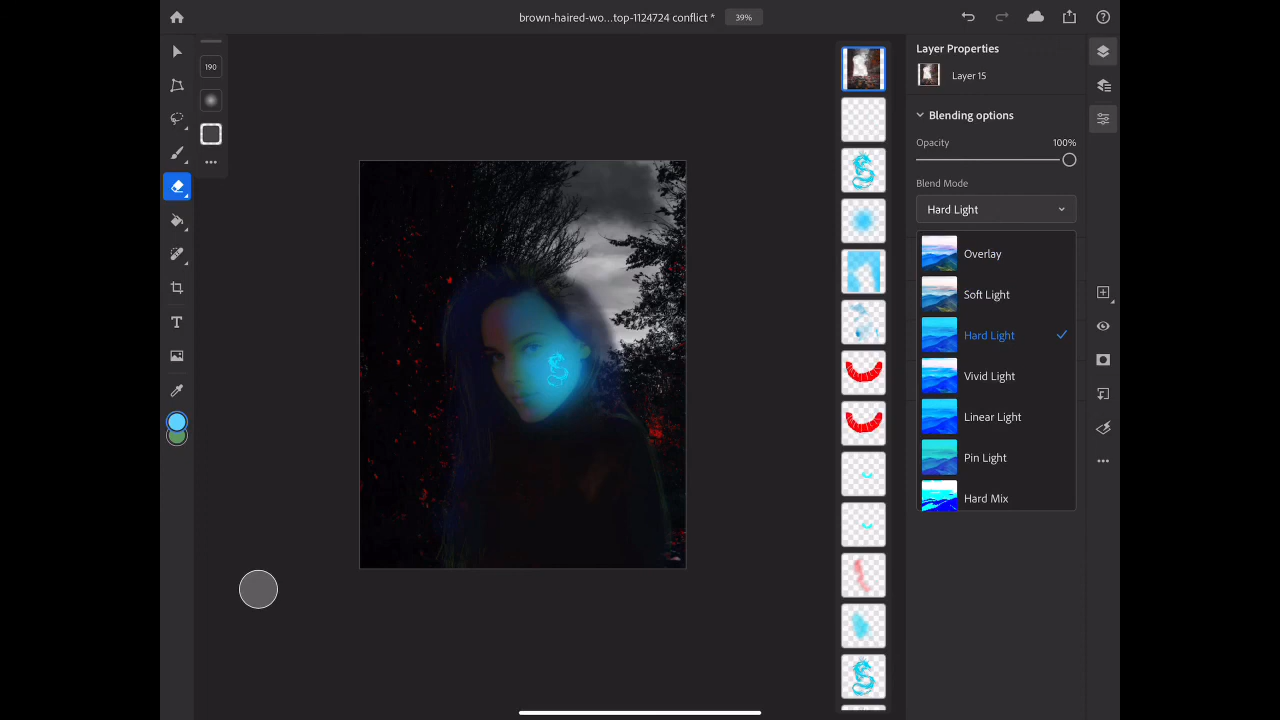 brown-haired-wo...top-1124724 conflict *
39%
190
Layer Properties
Layer 15
Blending options
Opacity
100%
Blend Mode
Hard Light
Overlay
Soft Light
Hard Light
Vivid Light
Linear Light
Pin Light
Hard Mix